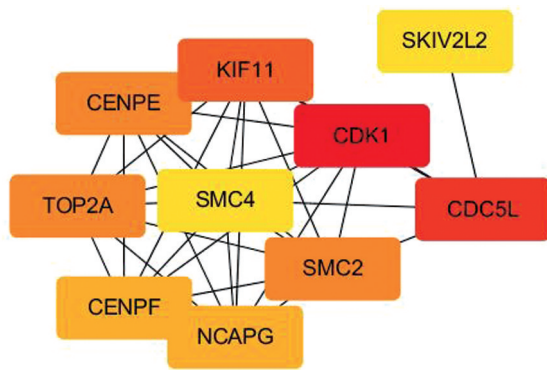 SKIV2L2
KIF11
CENPE
CDK1
SMC4
TOP2A
CDC5L
SMC2
CENPF
NCAPG